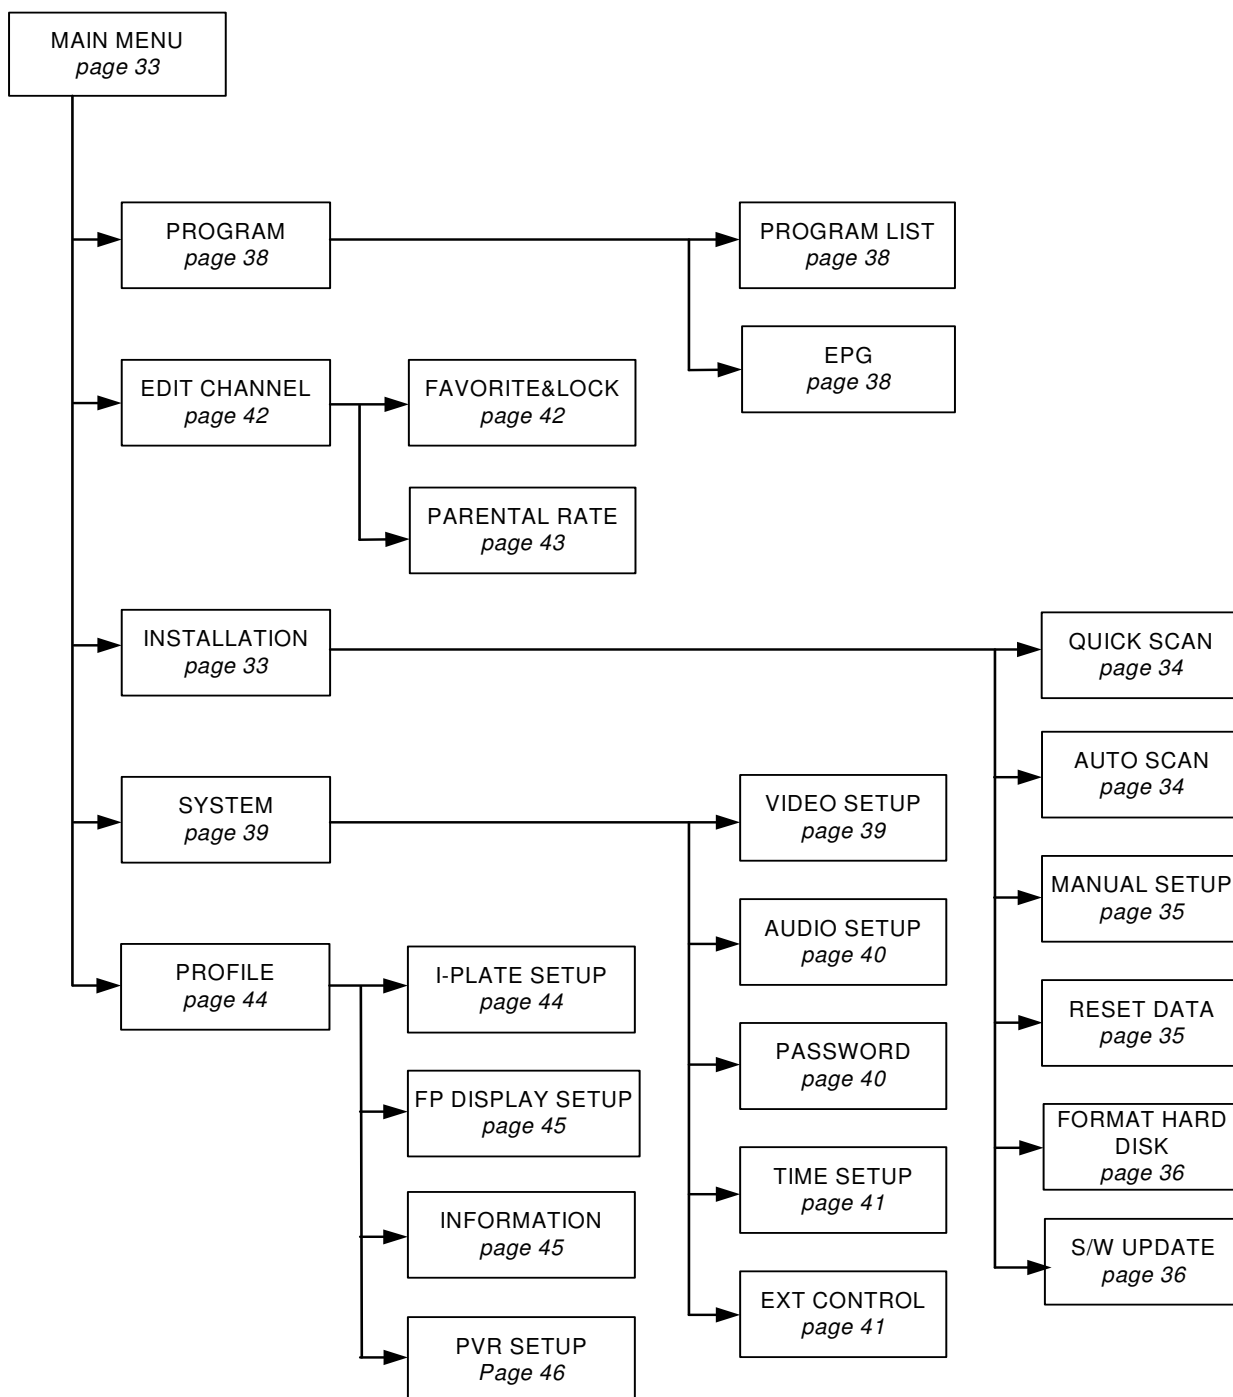 MAIN MENU
page 33
PROGRAM
page 38
PROGRAM LIST
page 38
EPG
page 38
EDIT CHANNEL
page 42
FAVORITE&LOCK
page 42
PARENTAL RATE
page 43
INSTALLATION
page 33
QUICK SCAN
page 34
AUTO SCAN
page 34
MANUAL SETUP
page 35
RESET DATA
page 35
FORMAT HARD
DISK
page 36
S/W UPDATE
page 36
SYSTEM
page 39
VIDEO SETUP
page 39
AUDIO SETUP
page 40
PASSWORD
page 40
TIME SETUP
page 41
EXT CONTROL
page 41
PROFILE
page 44
I-PLATE SETUP
page 44
FP DISPLAY SETUP
page 45
INFORMATION
page 45
PVR SETUP
Page 46